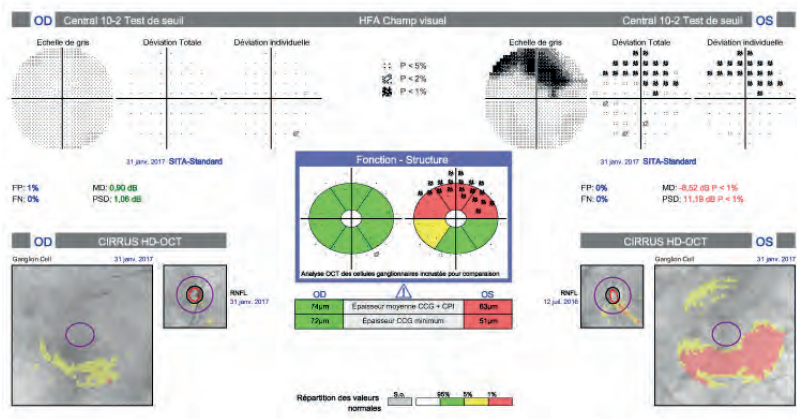 OD Central 10-2 Test de seuil HFA Champ visuel Central 10-2 Test de seuil OS
Echelle de gris Déviation Totale Déviation individuelle
P < 5%
P < 2%
P < 1%
Echelle de gris Déviation Totale Déviation individuelle
31 janv. 2017 SITA-Standard
31 janv. 2017 SITA-Standard
FP: 1% MD: 0,90 dB
FN: 0% PSD: 1,06 dB
FP: 0% MD: -8,52 dB P < 1%
FN: 0% PSD: 11,19 dB P < 1%
Fonction - Structure
Analyse OCT des cellules ganglionnaires incrustée pour comparaison
OD CIRRUS HD-OCT
Ganglion Cell 31 janv. 2017
RNFL
31 janv. 2017
OD OS
74µm Épaisseur moyenne CCG + CPI 63µm
72µm Épaisseur CCG minimum 51µm
CIRRUS HD-OCT OS
RNFL
12 juil. 2016
Ganglion Cell 31 janv. 2017
Répartition des valeurs normales
S.o. 95% 5% 1%